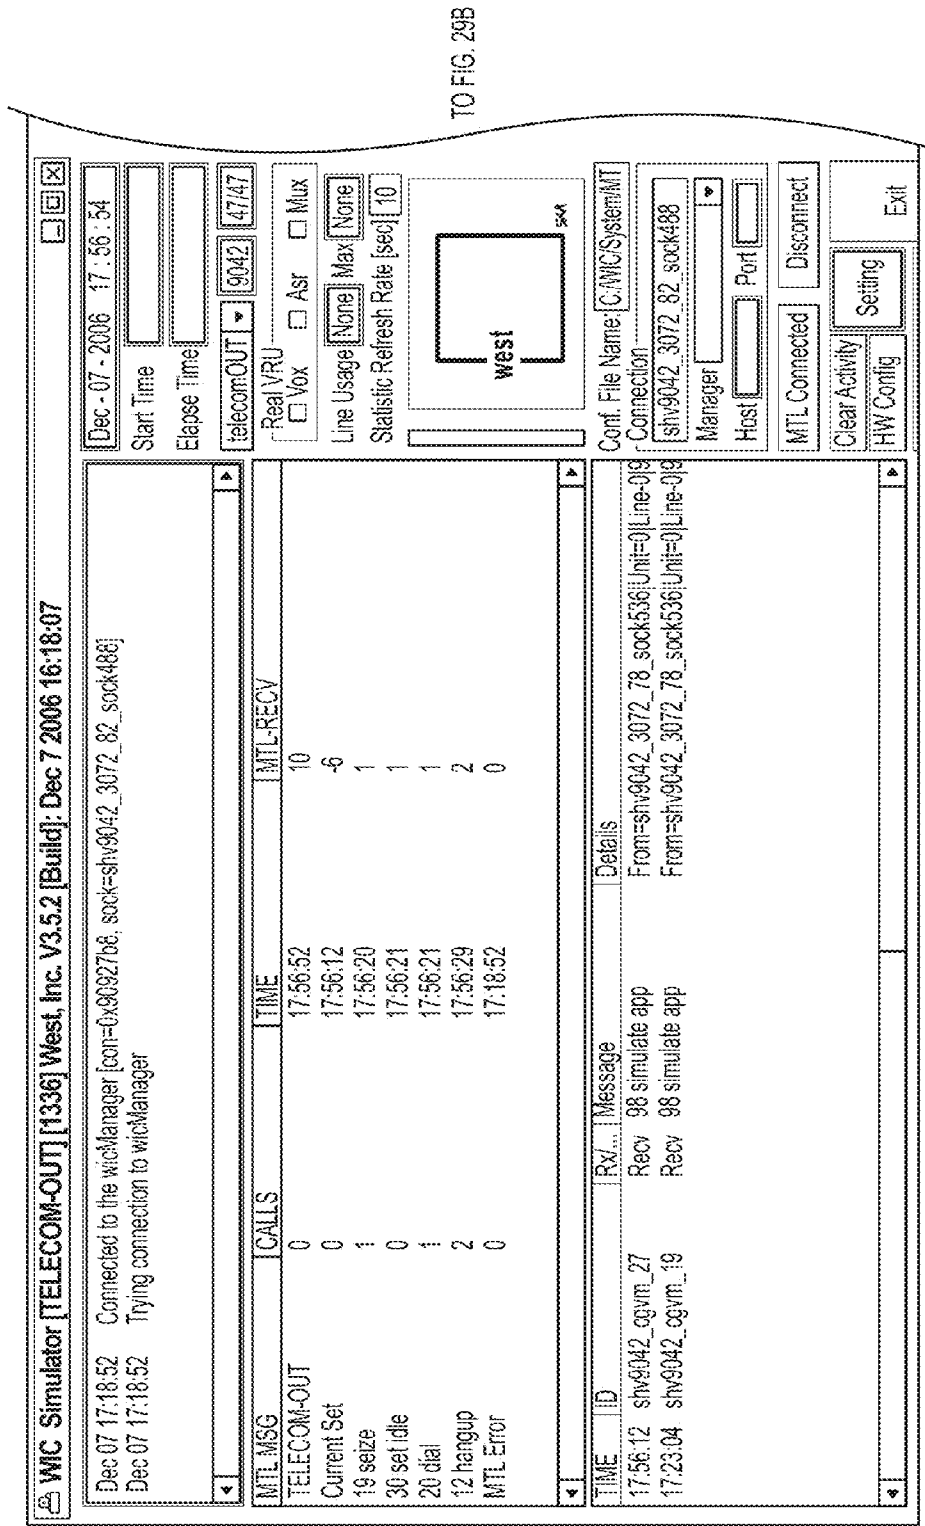 WIC Simulator [TELECOM-OUT] [1336] West, Inc. V3.5.2 [Build]: Dec 7 2006 16:18:07
Dec 07 17:18:52 Connected to the wicManager [con=0x90927b8, sock=shv9042_3072_82_sock488]
Dec 07 17:18:52 Trying connection to wicManager
Dec - 07 - 2006 17 : 56 : 54
Start Time
Elapse Time
telecomOUT 9042 47/47
MTL MSG CALLS TIME MTL-RECV
TELECOM-OUT 0 17:56:52 10
Current Set 0 17:56:12 -6
19 seize 1 17:56:20 1
30 set idle 0 17:56:21 1
20 dial 1 17:56:21 1
12 hangup 2 17:56:29 2
MTL Error 0 17:18:52 0
Real VRU
Vox Asr Mux
Line Usage None Max None
Statistic Refresh Rate [sec] 10
west
TIME ID Rx/... Message Details
17:56:12 shv9042_ogvm_27 Recv 98 simulate app From=shv9042_3072_78_sock536|Unit=0|Line-0|9
17:23:04 shv9042_ogvm_19 Recv 98 simulate app From=shv9042_3072_78_sock536|Unit=0|Line-0|9
Conf. File Name: C:/WIC/System/MT
Connection
shv9042_3072_82_sock488
Manager
Host Port
MTL Connected Disconnect
Clear Activity Setting Exit
HW Config
TO FIG. 29B